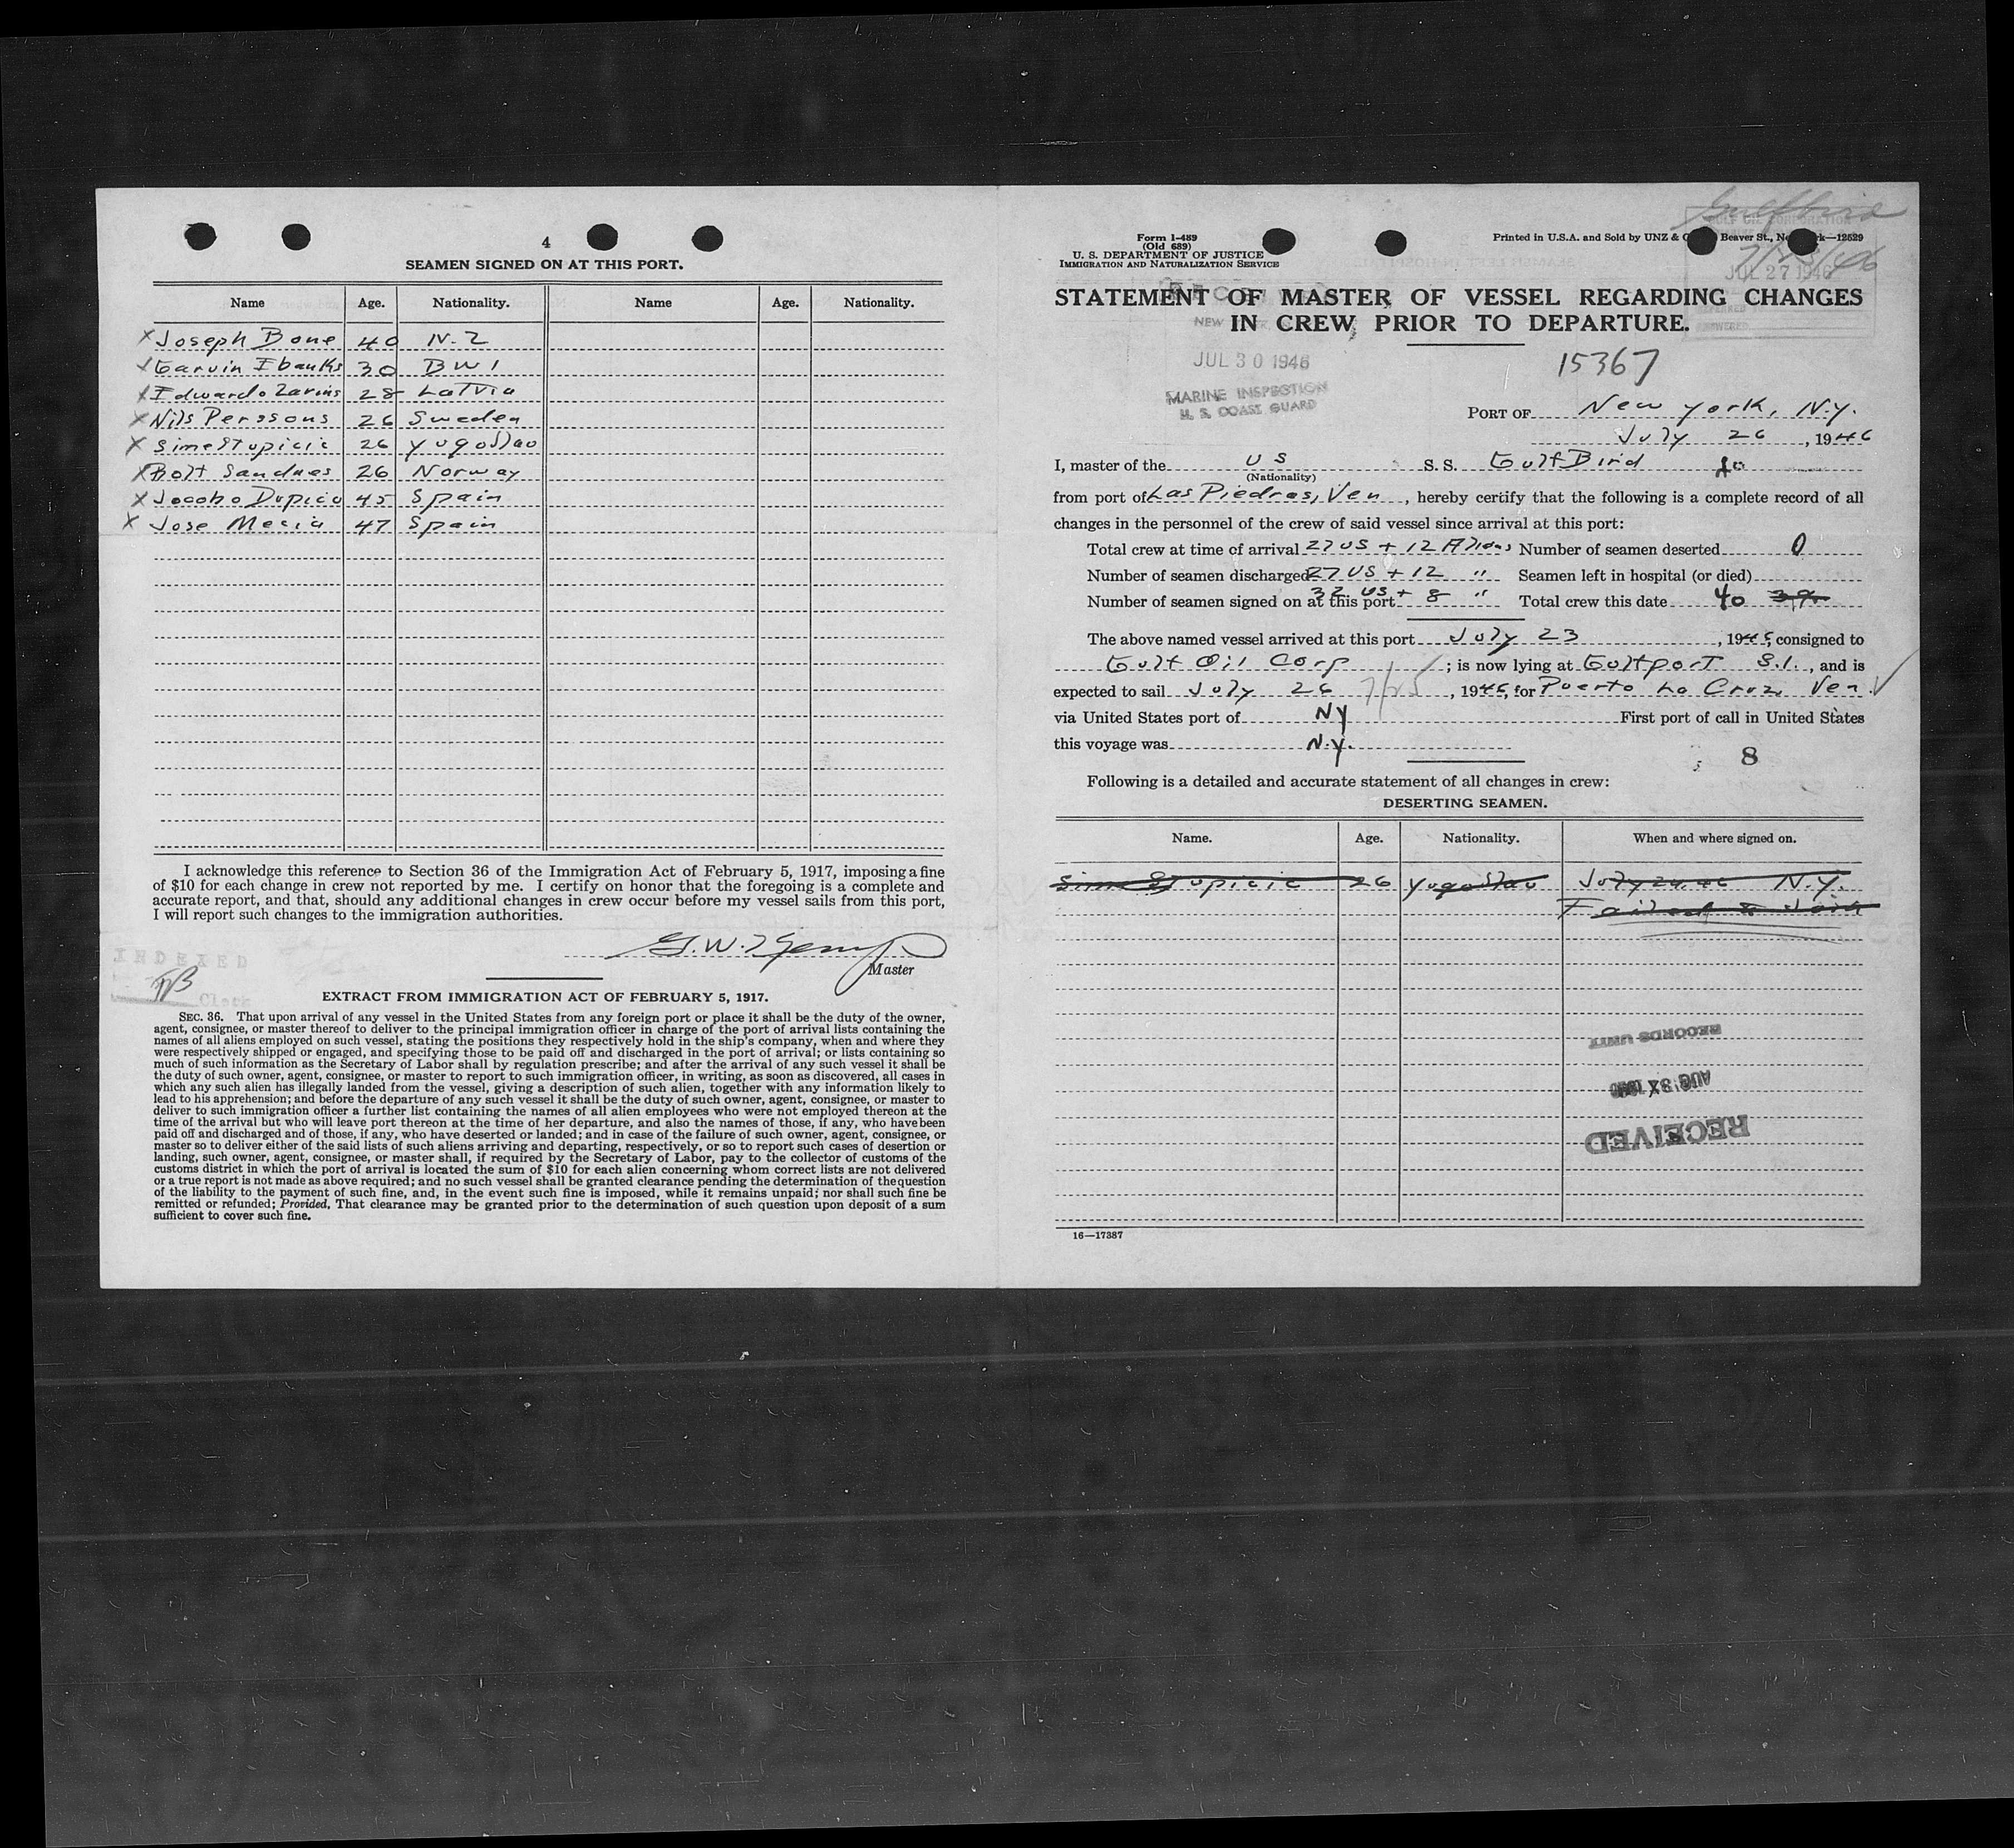 4
SEAMEN SIGNED ON AT THIS PORT.
Name Age. Nationality. Name Age. Nationality.
X Joseph Bone 40 N.Z
Garvin Ebanks 30 BWI
X Edwardo Zarins 28 Latvia
X Nils Perssons 26 Sweden
X Sime Stupicic 26 Yugoslav
X Rolf Sandnes 26 Norway
X Jocobo Dopico 45 Spain
X Jose Mecia 47 Spain
I acknowledge this reference to Section 36 of the Immigration Act of February 5, 1917, imposing a fine
of $10 for each change in crew not reported by me. I certify on honor that the foregoing is a complete and
accurate report, and that, should any additional changes in crew occur before my vessel sails from this port,
I will report such changes to the immigration authorities.
G.W.
Master
INDEXED
Clerk
EXTRACT FROM IMMIGRATION ACT OF FEBRUARY 5, 1917.
SEC. 36. That upon arrival of any vessel in the United States from any foreign port or place it shall be the duty of the owner,
agent, consignee, or master thereof to deliver to the principal immigration officer in charge of the port of arrival lists containing the
names of all aliens employed on such vessel, stating the positions they respectively hold in the ship's company, when and where they
were respectively shipped or engaged, and specifying those to be paid off and discharged in the port of arrival; or lists containing so
much of such information as the Secretary of Labor shall by regulation prescribe; and after the arrival of any such vessel it shall be
the duty of such owner, agent, consignee, or master to report to such immigration officer, in writing, as soon as discovered, all cases in
which any such alien has illegally landed from the vessel, giving a description of such alien, together with any information likely to
lead to his apprehension; and before the departure of any such vessel it shall be the duty of such owner, agent, consignee, or master to
deliver to such immigration officer a further list containing the names of all alien employees who were not employed thereon at the
time of the arrival but who will leave port thereon at the time of her departure, and also the names of those, if any, who have been
paid off and discharged and of those, if any, who have deserted or landed; and in case of the failure of such owner, agent, consignee, or
master so to deliver either of the said lists of such aliens arriving and departing, respectively, or so to report such cases of desertion or
landing, such owner, agent, consignee, or master shall, if required by the Secretary of Labor, pay to the collector of customs of the
customs district in which the port of arrival is located the sum of $10 for each alien concerning whom correct lists are not delivered
or a true report is not made as above required; and no such vessel shall be granted clearance pending the determination of the question
of the liability to the payment of such fine, and, in the event such fine is imposed, while it remains unpaid; nor shall such fine be
remitted or refunded; Provided, That clearance may be granted prior to the determination of such question upon deposit of a sum
sufficient to cover such fine.
Gulfbird
Form I-489
(Old 689)
U. S. DEPARTMENT OF JUSTICE
IMMIGRATION AND NATURALIZATION SERVICE
Printed in U.S.A. and Sold by UNZ & Beaver St., 12529
GULF OIL CORPORATION
JUL 27 1946
STATEMENT OF MASTER OF VESSEL REGARDING CHANGES
IN CREW PRIOR TO DEPARTURE.
NEW
JUL 30 1946
MARINE INSPECTION
U. S. COAST GUARD
15367
PORT OF New York, N.Y.
July 26, 1946
I, master of the US S. S. Gulf Bird
(Nationality)
from port of Las Piedras, Ven, hereby certify that the following is a complete record of all
changes in the personnel of the crew of said vessel since arrival at this port:
Total crew at time of arrival 27 US + 12 Aliens Number of seamen deserted 0
Number of seamen discharged 27 US + 12 " Seamen left in hospital (or died)
Number of seamen signed on at this port 32 US + 8 " Total crew this date 40 39
The above named vessel arrived at this port July 23, 1946, consigned to
Gulf Oil Corp; is now lying at Gulfport S.I., and is
expected to sail July 26 7/25, 1946, for Puerto La Cruz Ven.
via United States port of NY First port of call in United States
this voyage was N.Y.
8
Following is a detailed and accurate statement of all changes in crew:
DESERTING SEAMEN.
Name. Age. Nationality. When and where signed on.
Sime Stupicic 26 Yugoslav July 24, 46 N.Y.
Failed to Join
RECORDS UNIT
RECEIVED
16—17387